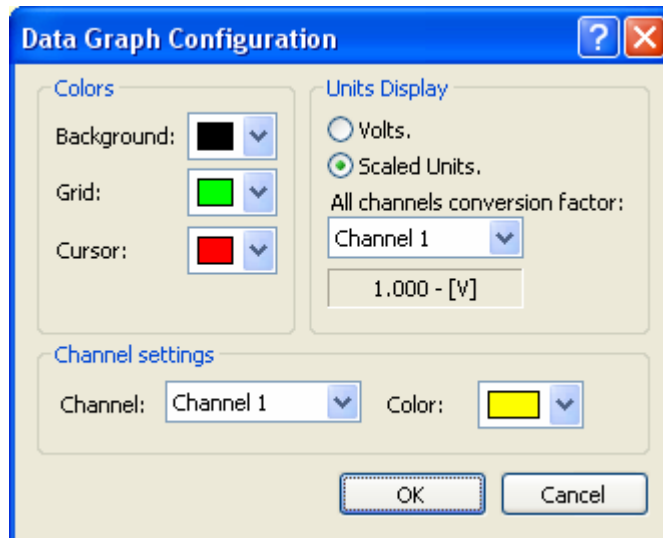 Data Graph Configuration
Colors
Background:
Grid:
Cursor:
Units Display
Volts.
Scaled Units.
All channels conversion factor:
Channel 1
1.000 - [V]
Channel settings
Channel: Channel 1 Color:
OK Cancel